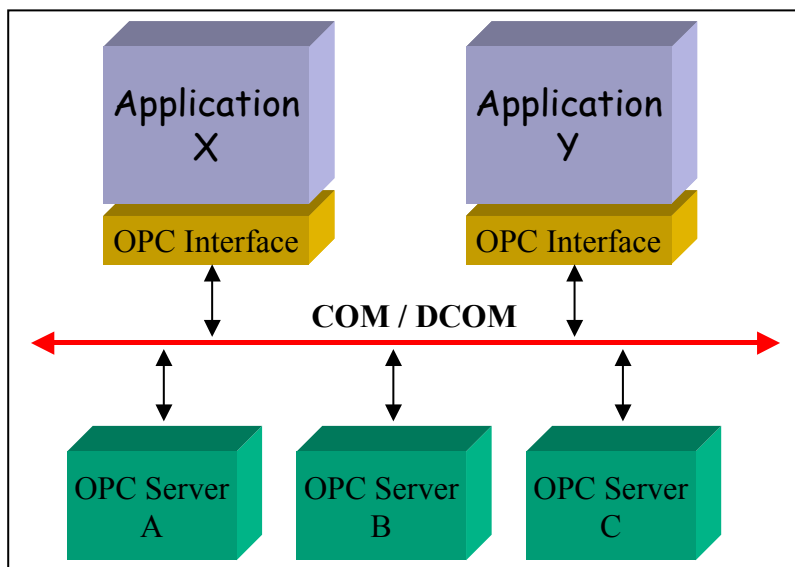 Application
X
Application
Y
OPC Interface
OPC Interface
COM / DCOM
OPC Server
A
OPC Server
B
OPC Server
C